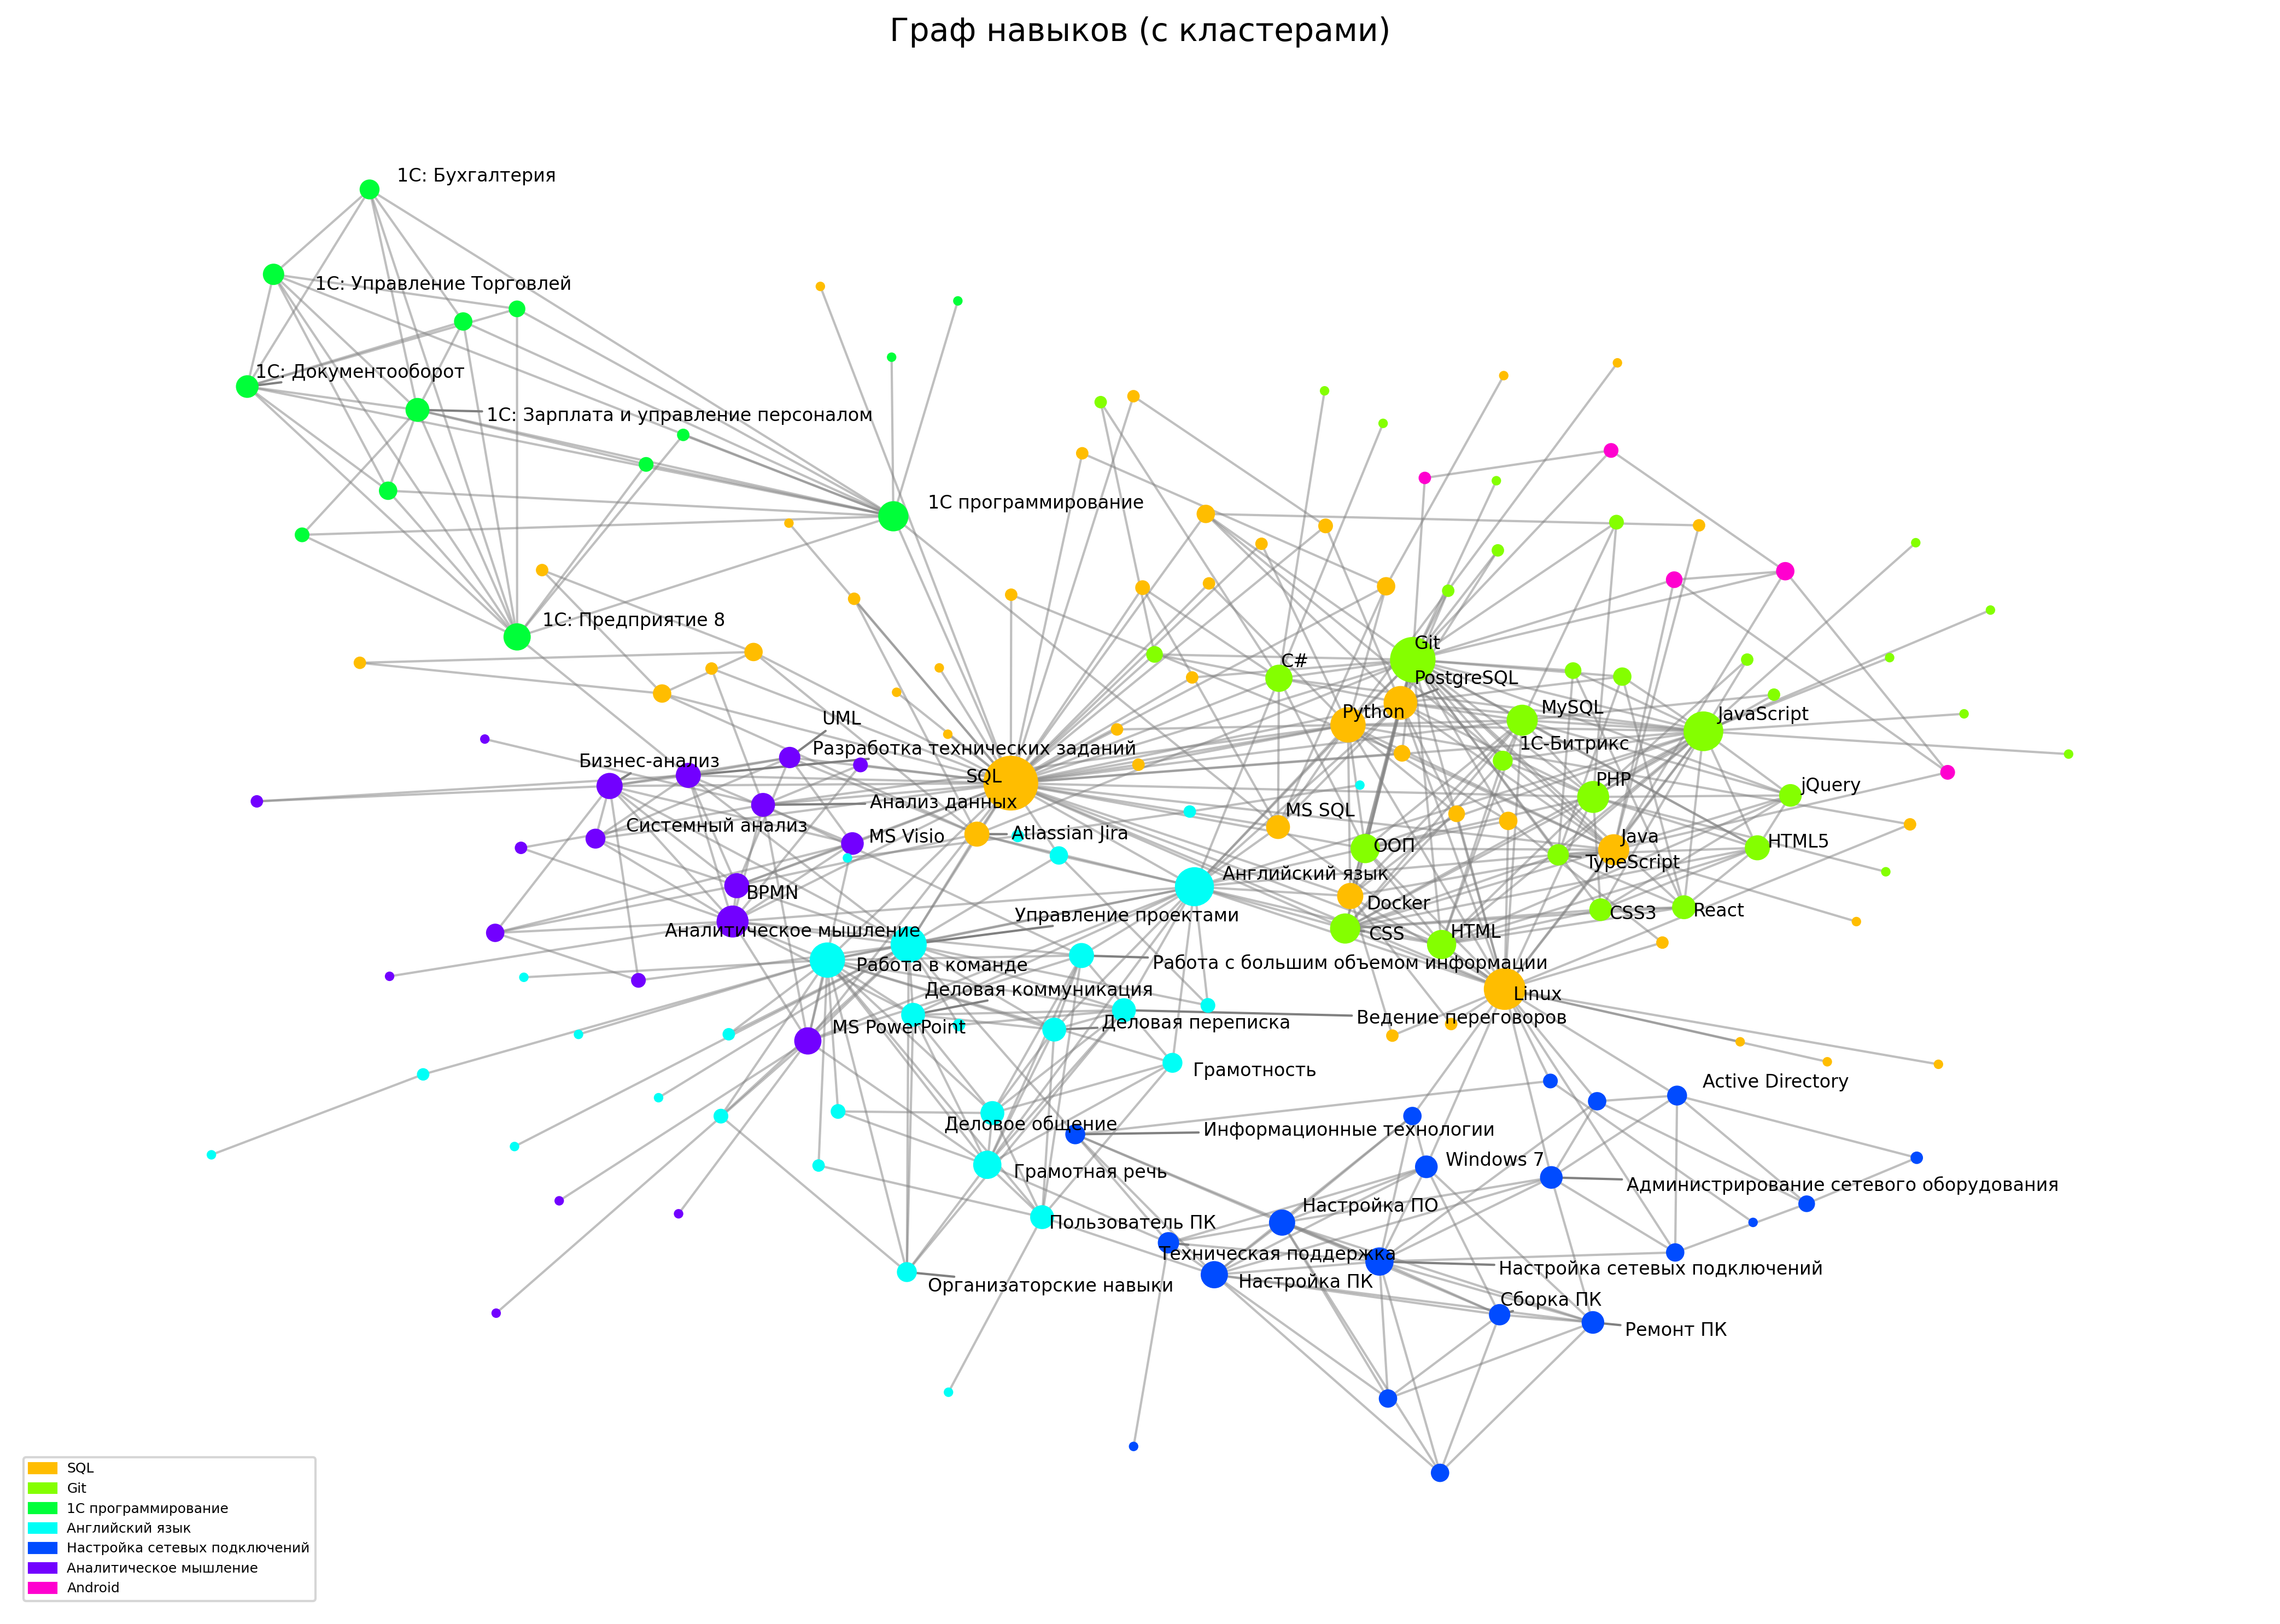 Граф навыков (с кластерами)
1С: Бухгалтерия
1С: Управление Торговлей
1С: Документооборот
1С: Зарплата и управление персоналом
1С программирование
1С: Предприятие 8
Git
C#
PostgreSQL
MySQL
Python
JavaScript
UML
Разработка технических заданий
1С-Битрикс
Бизнес-анализ
SQL
PHP
jQuery
Анализ данных
MS SQL
Системный анализ
MS Visio
Atlassian Jira
ООП
Java
HTML5
TypeScript
Английский язык
BPMN
Docker
CSS3
React
Управление проектами
Аналитическое мышление
CSS
HTML
Работа в команде
Работа с большим объемом информации
Деловая коммуникация
Linux
MS PowerPoint
Деловая переписка
Ведение переговоров
Грамотность
Active Directory
Деловое общение
Информационные технологии
Windows 7
Грамотная речь
Администрирование сетевого оборудования
Настройка ПО
Пользователь ПК
Техническая поддержка
Настройка сетевых подключений
Организаторские навыки
Настройка ПК
Сборка ПК
Ремонт ПК
SQL
Git
1С программирование
Английский язык
Настройка сетевых подключений
Аналитическое мышление
Android